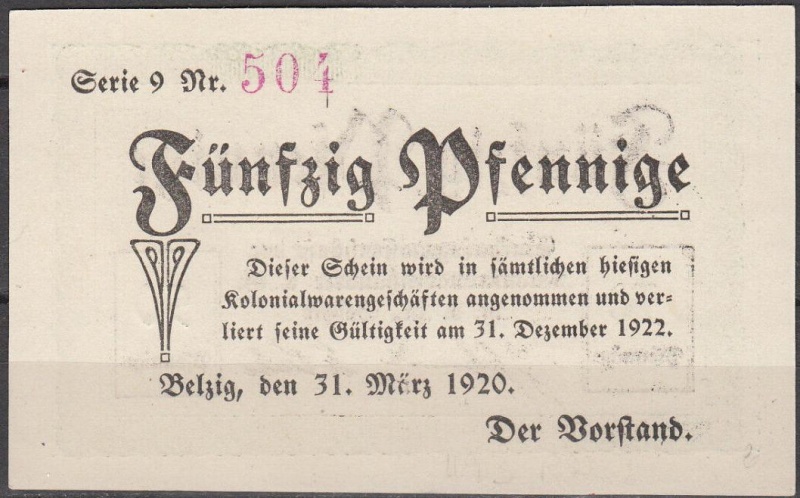 Serie 9 Nr. 504
Fünfzig Pfennige
Dieser Schein wird in sämtlichen hiesigen
Kolonialwarengeschäften angenommen und ver-
liert seine Gültigkeit am 31. Dezember 1922.
Belzig, den 31. März 1920.
Der Vorstand.